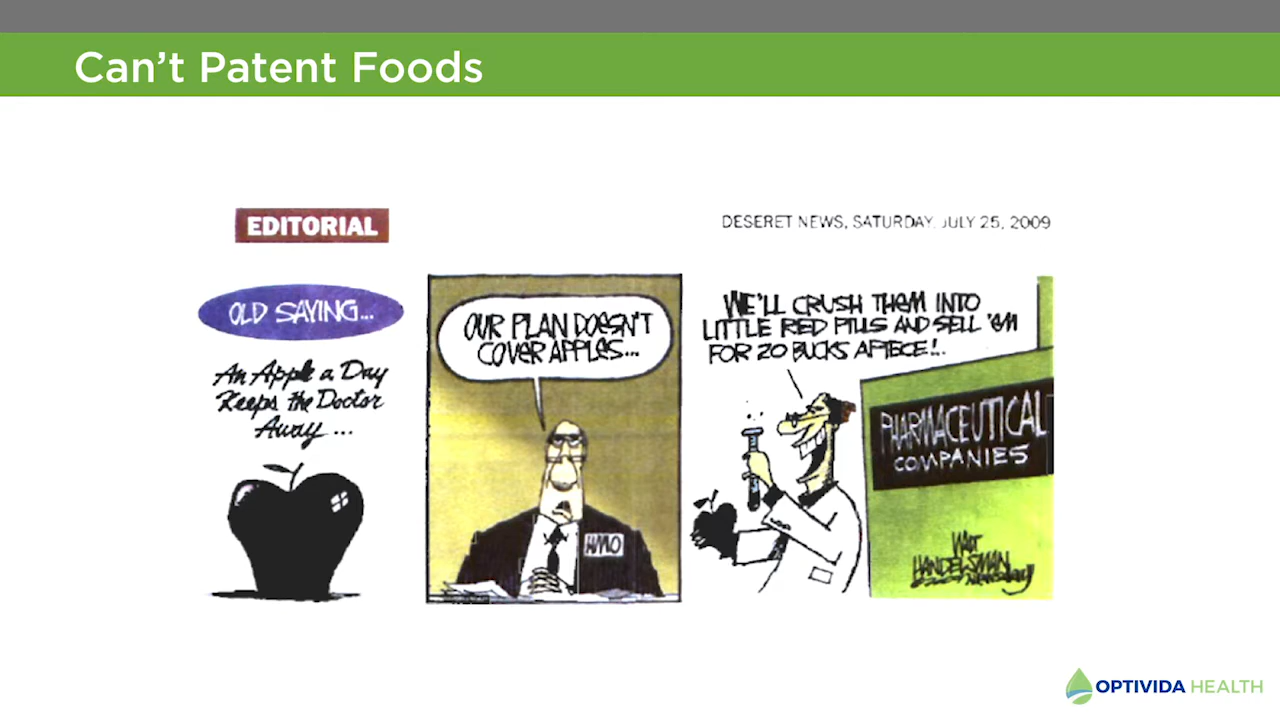 Can't Patent Foods
EDITORIAL
DESERET NEWS, SATURDAY, JULY 25, 2009
OLD SAYING...
An Apple a Day
Keeps the Doctor
Away...
OUR PLAN DOESN'T
COVER APPLES...
HMO
WE'LL CRUSH THEM INTO
LITTLE RED PILLS AND SELL 'EM
FOR 20 BUCKS APIECE!..
PHARMACEUTICAL
COMPANIES
WALT
HANDELSMAN
OPTIVIDA HEALTH